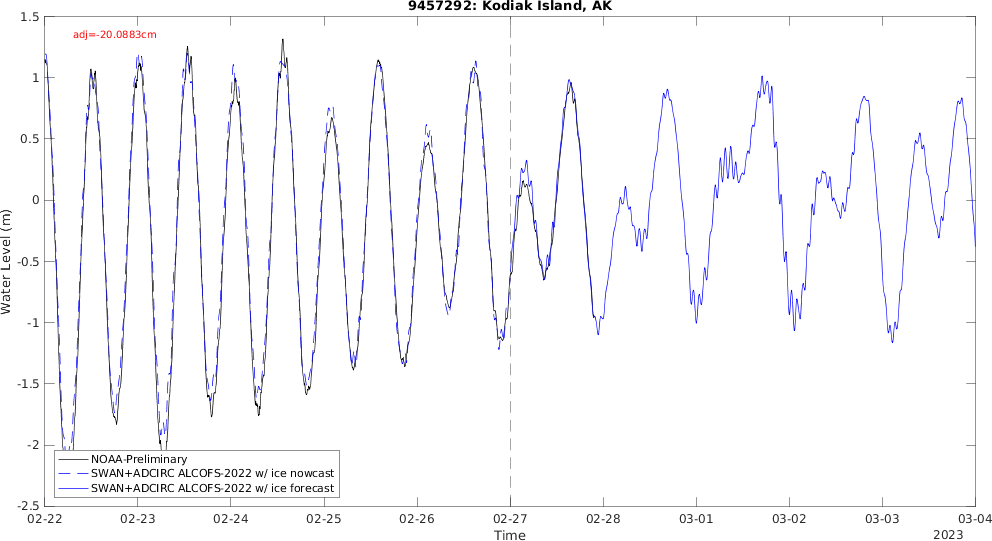 9457292: Kodiak Island, AK
adj=-20.0883cm
1.5
1
0.5
0
-0.5
-1
-1.5
-2
-2.5
Water Level (m)
NOAA-Preliminary
SWAN+ADCIRC ALCOFS-2022 w/ ice nowcast
SWAN+ADCIRC ALCOFS-2022 w/ ice forecast
02-22 02-23 02-24 02-25 02-26 02-27 02-28 03-01 03-02 03-03 03-04
Time
2023